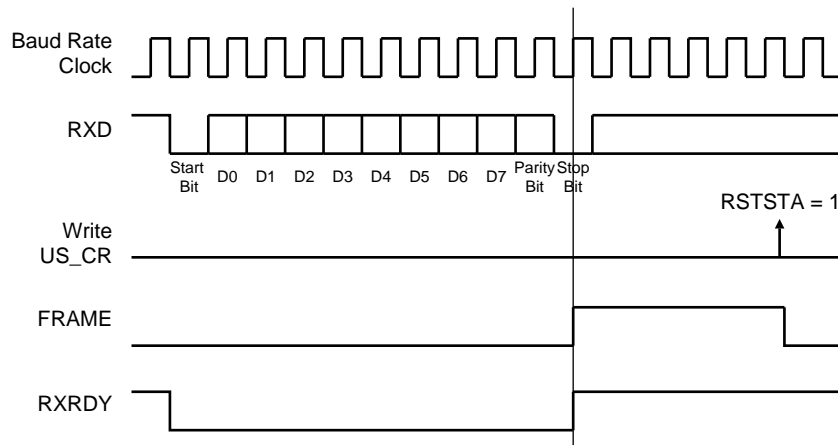 Baud Rate
Clock
RXD
Start
Bit
D0 D1 D2 D3 D4 D5 D6 D7
Parity
Bit
Stop
Bit
RSTSTA = 1
Write
US_CR
FRAME
RXRDY